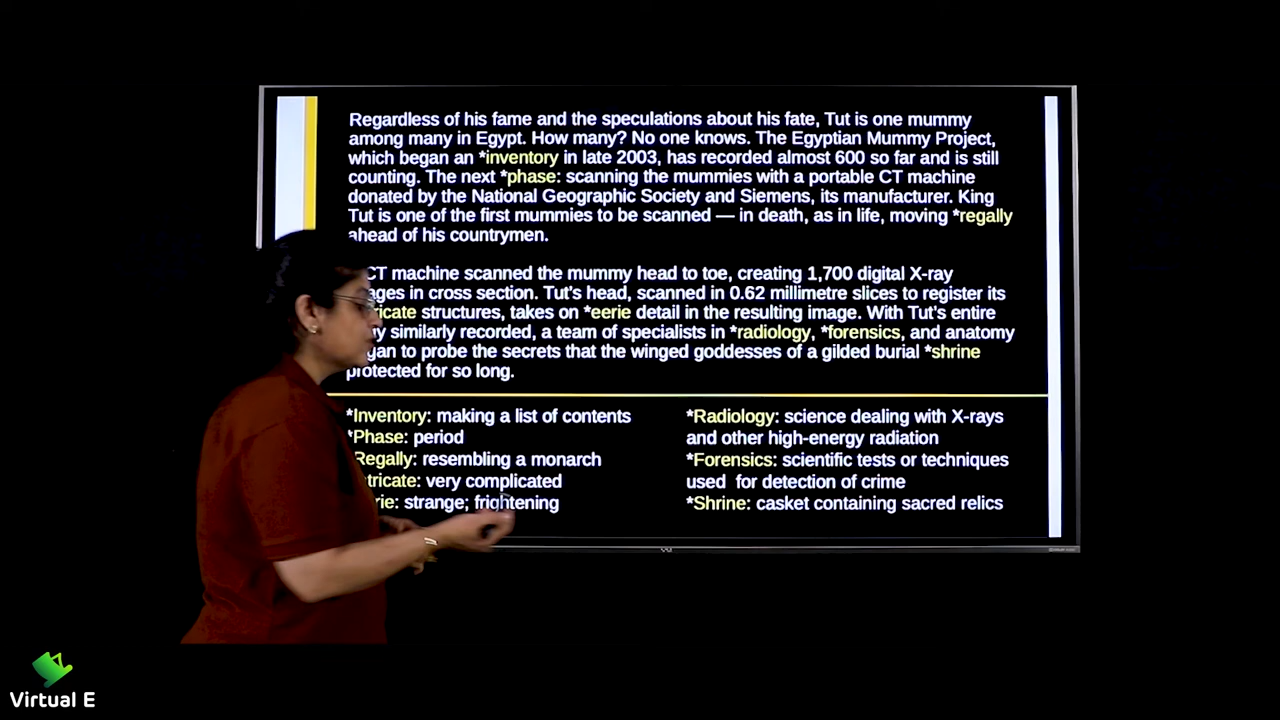 Regardless of his fame and the speculations about his fate, Tut is one mummy
among many in Egypt. How many? No one knows. The Egyptian Mummy Project,
which began an *inventory in late 2003, has recorded almost 600 so far and is still
counting. The next *phase: scanning the mummies with a portable CT machine
donated by the National Geographic Society and Siemens, its manufacturer. King
Tut is one of the first mummies to be scanned — in death, as in life, moving *regally
ahead of his countrymen.
CT machine scanned the mummy head to toe, creating 1,700 digital X-ray
in cross section. Tut's head, scanned in 0.62 millimetre slices to register its
structures, takes on *eerie detail in the resulting image. With Tut's entire
similarly recorded, a team of specialists in *radiology, *forensics, and anatomy
to probe the secrets that the winged goddesses of a gilded burial *shrine
protected for so long.
*Inventory: making a list of contents
*Phase: period
*Regally: resembling a monarch
very complicated
strange; frightening
*Radiology: science dealing with X-rays
and other high-energy radiation
*Forensics: scientific tests or techniques
used for detection of crime
*Shrine: casket containing sacred relics
Virtual E